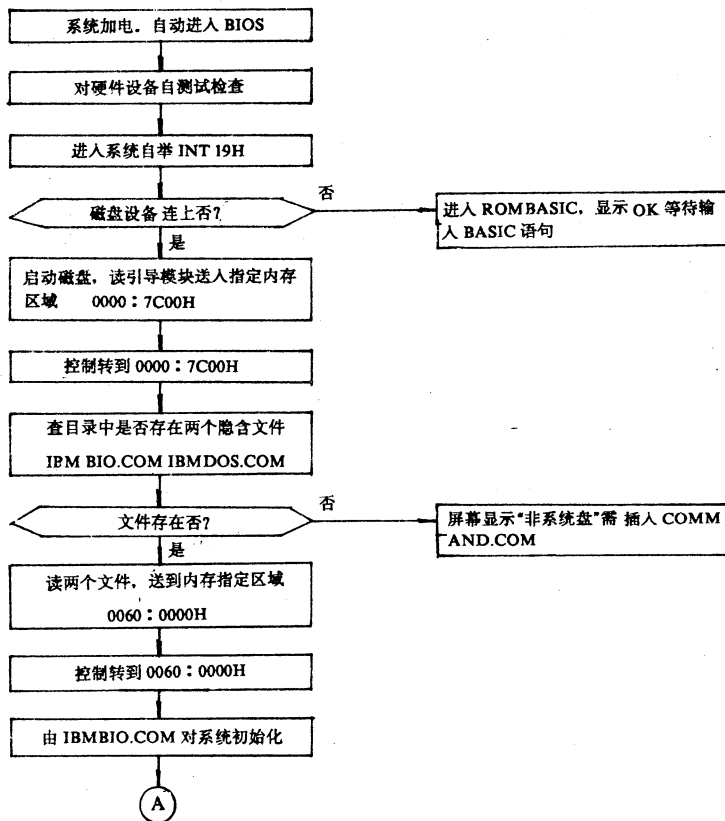 系统加电.自动进入 BIOS
对硬件设备自测试检查
进入系统自举 INT 19H
磁盘设备 连上否?
否
进入 ROMBASIC, 显示 OK 等待输
入 BASIC 语句
是
启动磁盘, 读引导模块送入指定内存
区域 0000:7C00H
控制转到 0000:7C00H
查目录中是否存在两个隐含文件
IBM BIO.COM IBMDOS.COM
文件存在否?
否
屏幕显示“非系统盘”需 插入 COMM
AND.COM
是
读两个文件, 送到内存指定区域
0060:0000H
控制转到 0060:0000H
由 IBMBIO.COM 对系统初始化
A